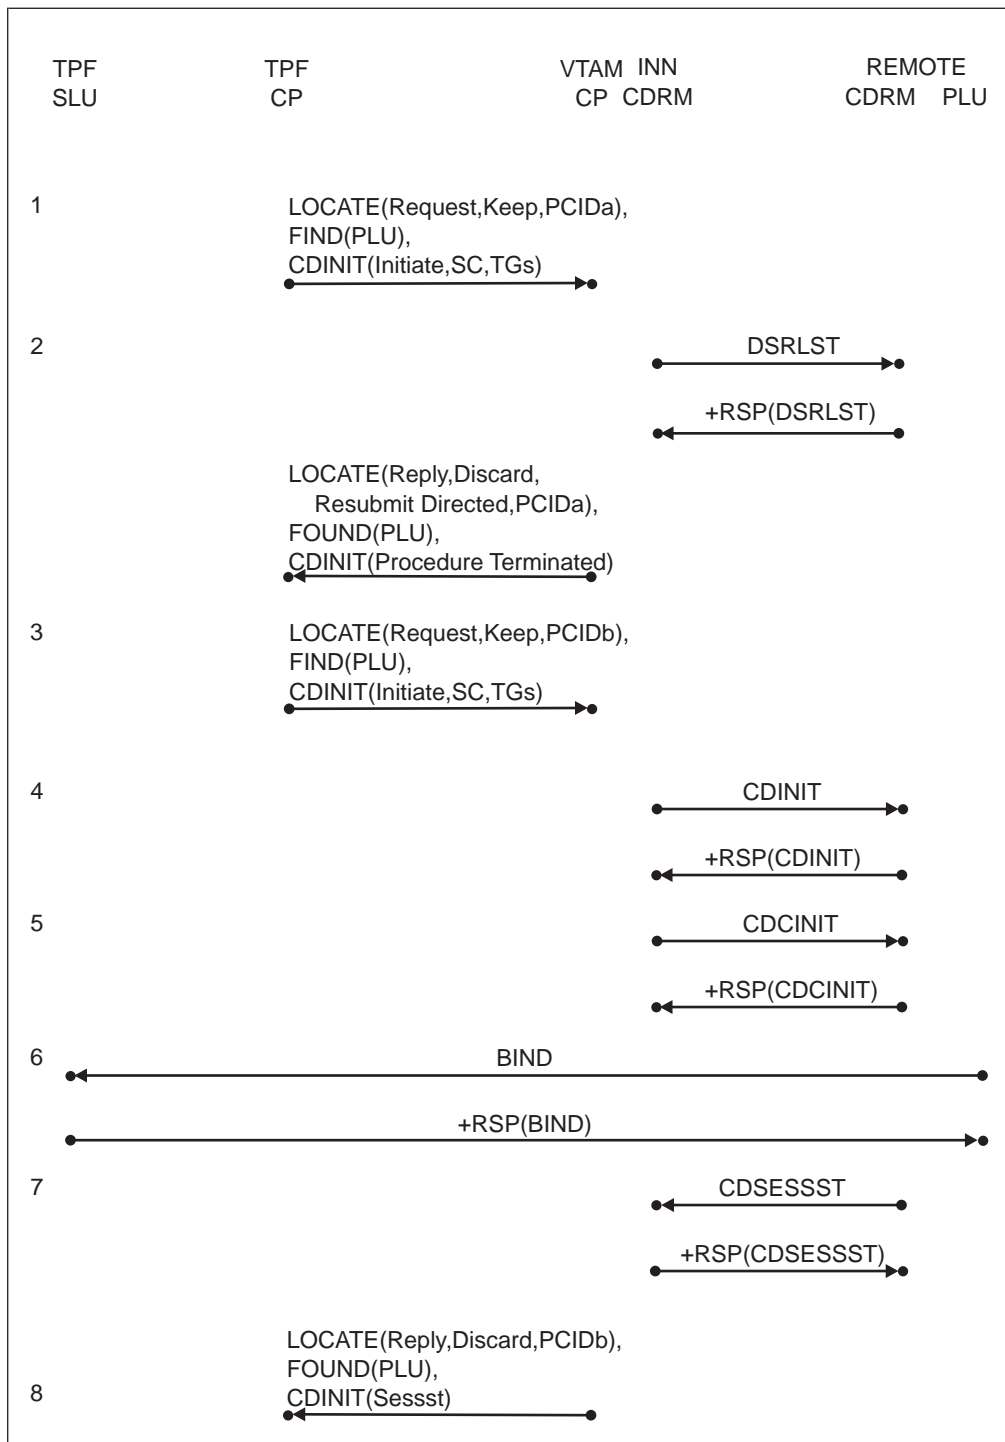 TPF TPF VTAM INN REMOTE
SLU CP CP CDRM CDRM PLU
1
LOCATE(Request,Keep,PCIDa),
FIND(PLU),
CDINIT(Initiate,SC,TGs)
2
DSRLST
+RSP(DSRLST)
LOCATE(Reply,Discard,
Resubmit Directed,PCIDa),
FOUND(PLU),
CDINIT(Procedure Terminated)
3
LOCATE(Request,Keep,PCIDb),
FIND(PLU),
CDINIT(Initiate,SC,TGs)
4
CDINIT
+RSP(CDINIT)
5
CDCINIT
+RSP(CDCINIT)
6
BIND
+RSP(BIND)
7
CDSESSST
+RSP(CDSESSST)
LOCATE(Reply,Discard,PCIDb),
FOUND(PLU),
8 CDINIT(Sessst)